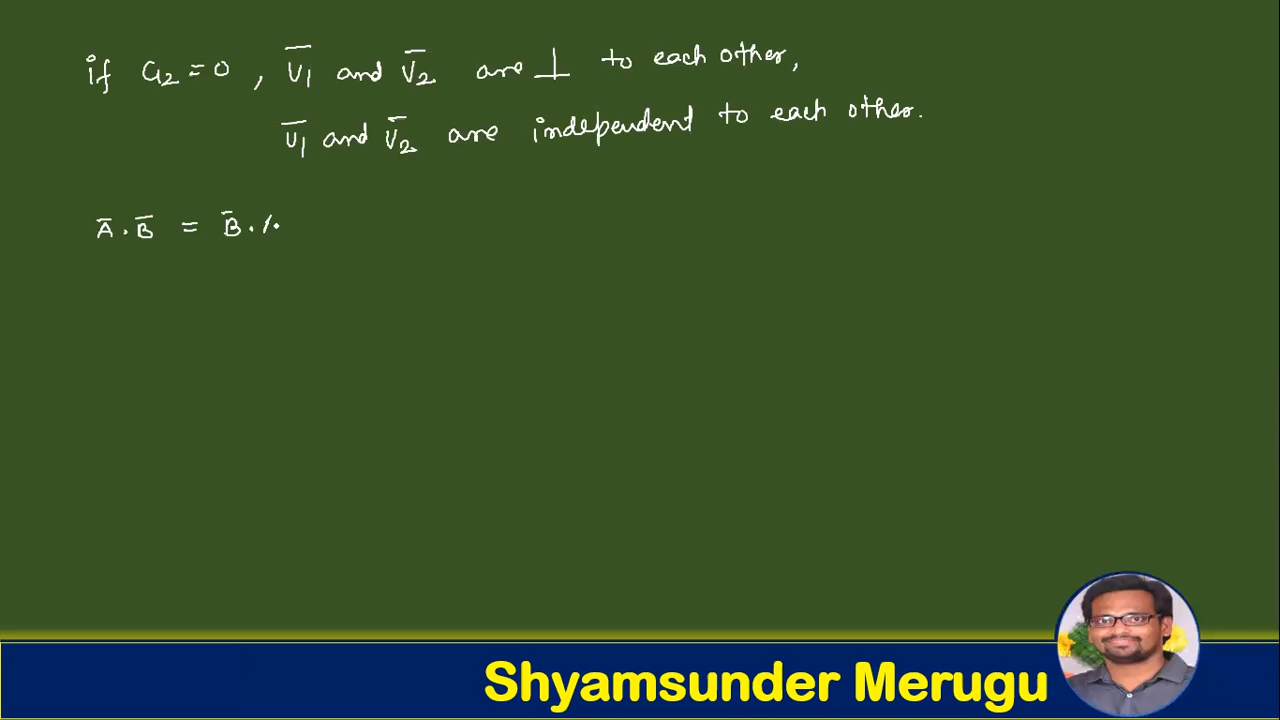 if C12 = 0 , V̅1 and V̅2 are ⊥ to each other,
V̅1 and V̅2 are independent to each other.
A̅ . B̅ = B̅ .
Shyamsunder Merugu